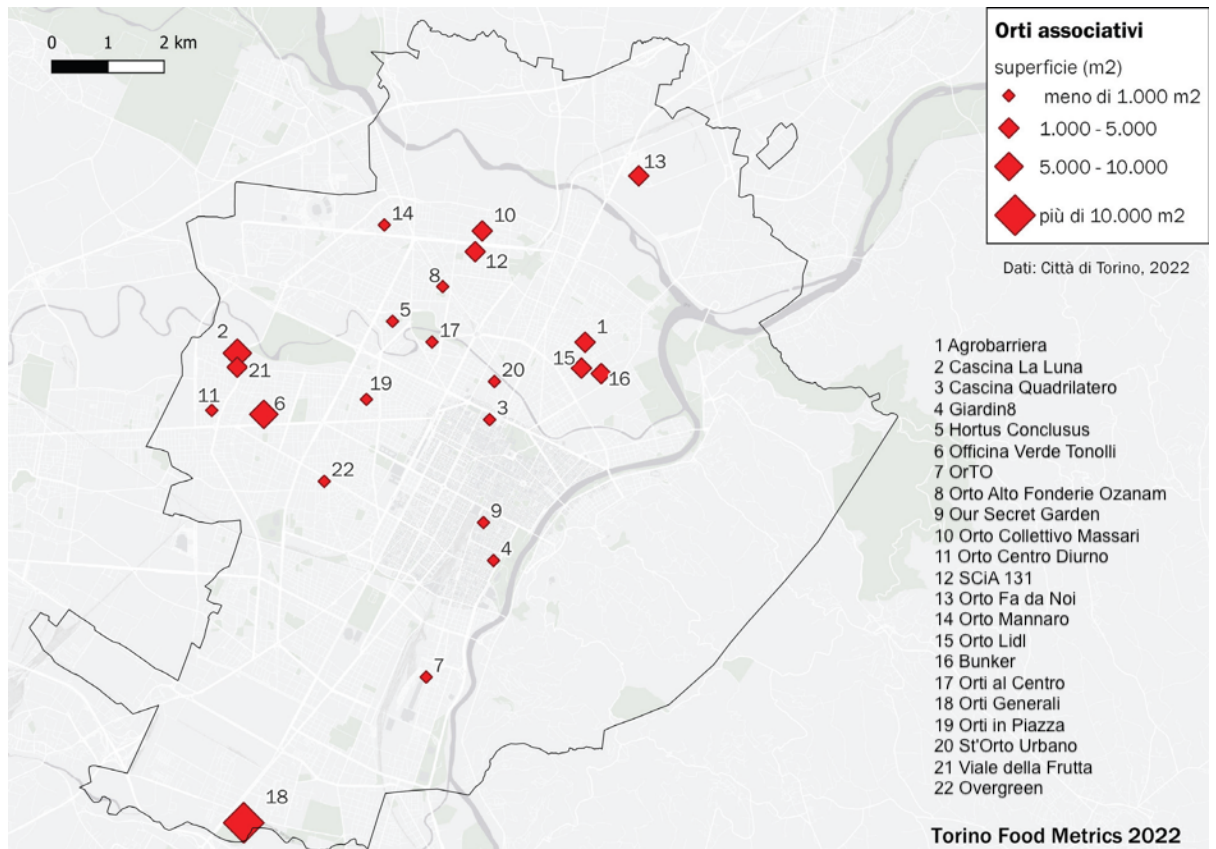 0 1 2 km
Orti associativi
superficie (m2)
meno di 1.000 m2
1.000 - 5.000
5.000 - 10.000
più di 10.000 m2
Dati: Città di Torino, 2022
13
14
10
12
8
5
17
1
2
21
15
16
20
19
11
6
3
22
9
4
7
18
1 Agrobarriera
2 Cascina La Luna
3 Cascina Quadrilatero
4 Giardin8
5 Hortus Conclusus
6 Officina Verde Tonolli
7 OrTO
8 Orto Alto Fonderie Ozanam
9 Our Secret Garden
10 Orto Collettivo Massari
11 Orto Centro Diurno
12 SCiA 131
13 Orto Fa da Noi
14 Orto Mannaro
15 Orto Lidl
16 Bunker
17 Orti al Centro
18 Orti Generali
19 Orti in Piazza
20 St'Orto Urbano
21 Viale della Frutta
22 Overgreen
Torino Food Metrics 2022